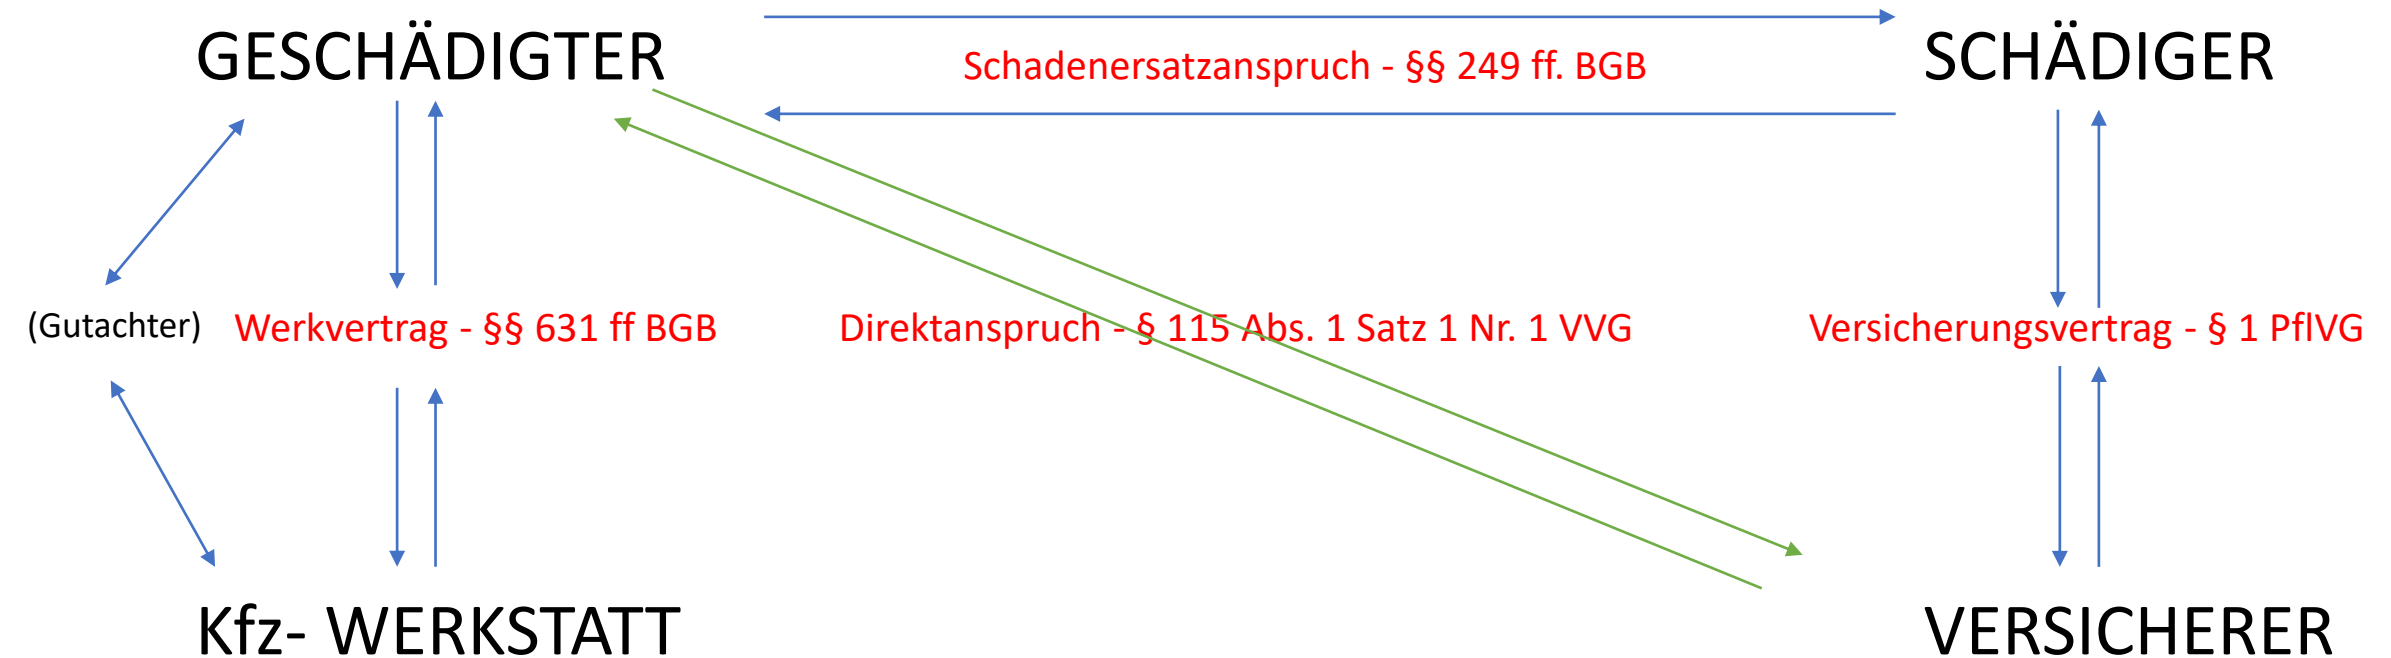 GESCHÄDIGTER
Schadenersatzanspruch - §§ 249 ff. BGB
SCHÄDIGER
(Gutachter)
Werkvertrag - §§ 631 ff BGB
Direktanspruch - § 115 Abs. 1 Satz 1 Nr. 1 VVG
Versicherungsvertrag - § 1 PflVG
Kfz- WERKSTATT
VERSICHERER